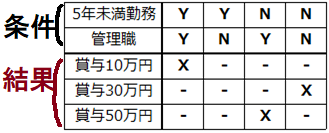 条件
5年未満勤務 Y Y N N
管理職 Y N Y N
結果
賞与10万円 X - - -
賞与30万円 - - - X
賞与50万円 - - X -